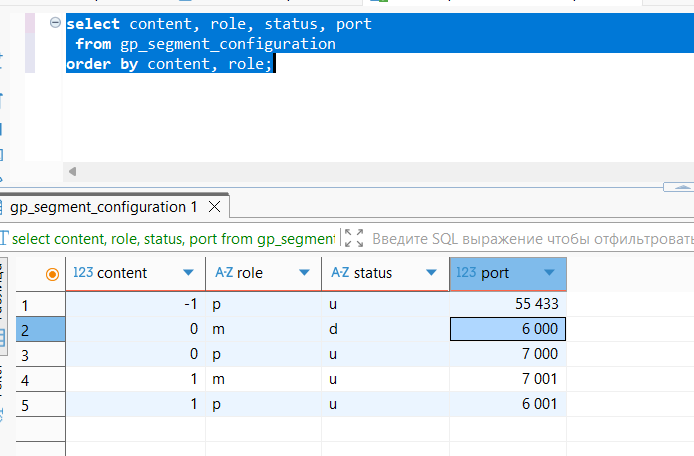 select content, role, status, port
from gp_segment_configuration
order by content, role;
gp_segment_configuration 1
select content, role, status, port from gp_segment
Введите SQL выражение чтобы отфильтровать
123 content A-Z role A-Z status 123 port
1 -1 p u 55 433
2 0 m d 6 000
3 0 p u 7 000
4 1 m u 7 001
5 1 p u 6 001